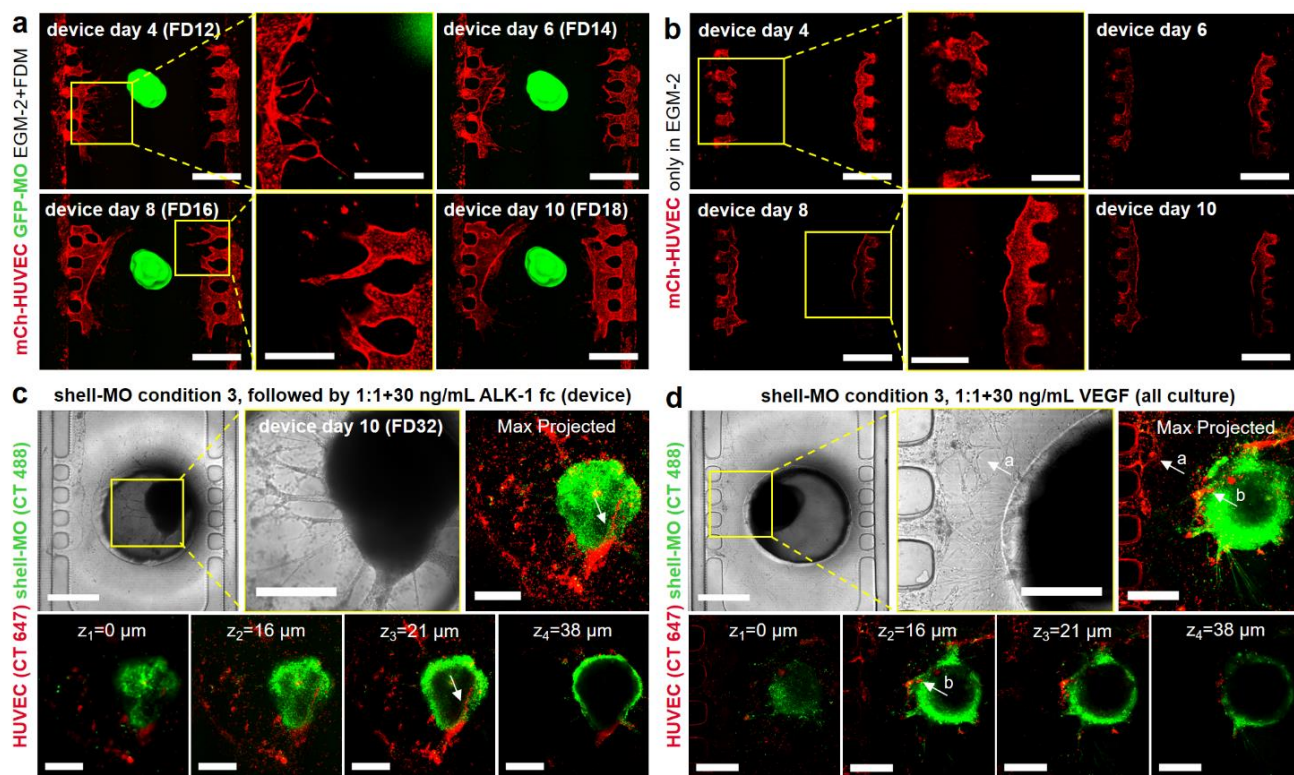 a
mCh-HUVEC GFP-MO EGM-2+FDM
device day 4 (FD12)
device day 6 (FD14)
device day 8 (FD16)
device day 10 (FD18)
b
mCh-HUVEC only in EGM-2
device day 4
device day 6
device day 8
device day 10
c
shell-MO condition 3, followed by 1:1+30 ng/mL ALK-1 fc (device)
HUVEC (CT 647) shell-MO (CT 488)
device day 10 (FD32)
Max Projected
z₁=0 µm
z₂=16 µm
z₃=21 µm
z₄=38 µm
d
shell-MO condition 3, 1:1+30 ng/mL VEGF (all culture)
HUVEC (CT 647) shell-MO (CT 488)
a
Max Projected
a
b
z₁=0 µm
z₂=16 µm
b
z₃=21 µm
z₄=38 µm